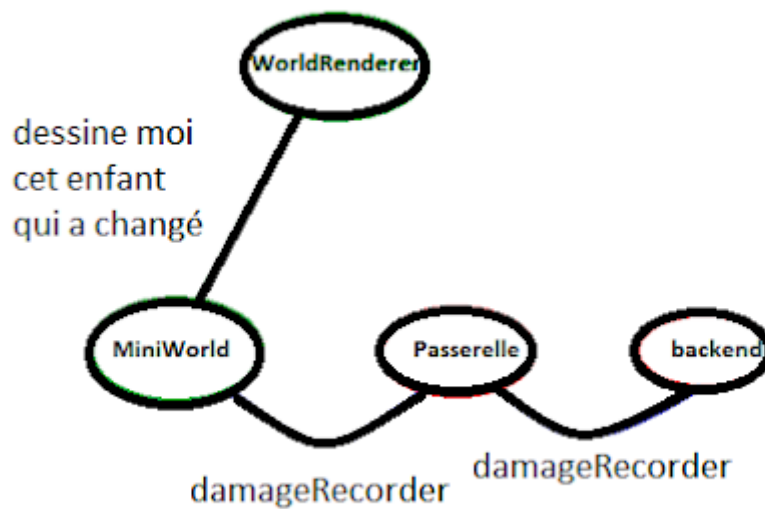 WorldRenderer
dessine moi
cet enfant
qui a changé
MiniWorld
Passerelle
backend
damageRecorder
damageRecorder